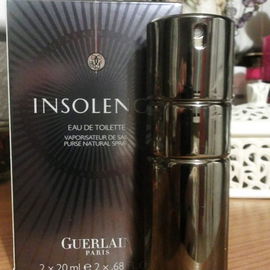 INSOLENC
EAU DE TOILETTE
VAPORISATEUR DE SA
PURSE NATURAL SPRA
GUERLAI
PARIS
2 x 20 ml e 2 x .68